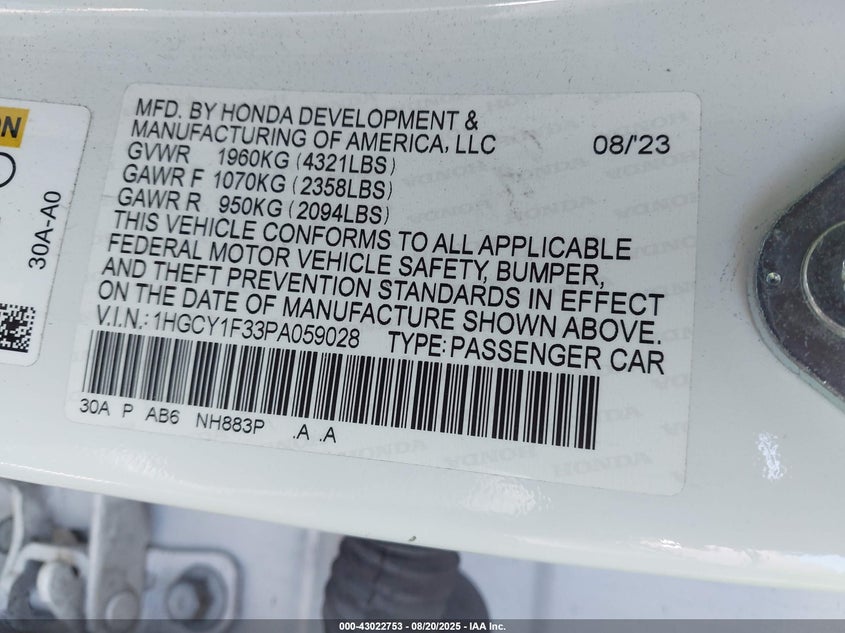 MFD. BY HONDA DEVELOPMENT &
MANUFACTURING OF AMERICA, LLC 08/'23
GVWR 1960KG (4321LBS)
GAWR F 1070KG (2358LBS)
GAWR R 950KG (2094LBS)
THIS VEHICLE CONFORMS TO ALL APPLICABLE
FEDERAL MOTOR VEHICLE SAFETY, BUMPER,
AND THEFT PREVENTION STANDARDS IN EFFECT
ON THE DATE OF MANUFACTURE SHOWN ABOVE.
V.I.N.: 1HGCY1F33PA059028 TYPE: PASSENGER CAR
30A P AB6 NH883P .A .A
30A-A0
000-43022753 - 08/20/2025 - IAA Inc.